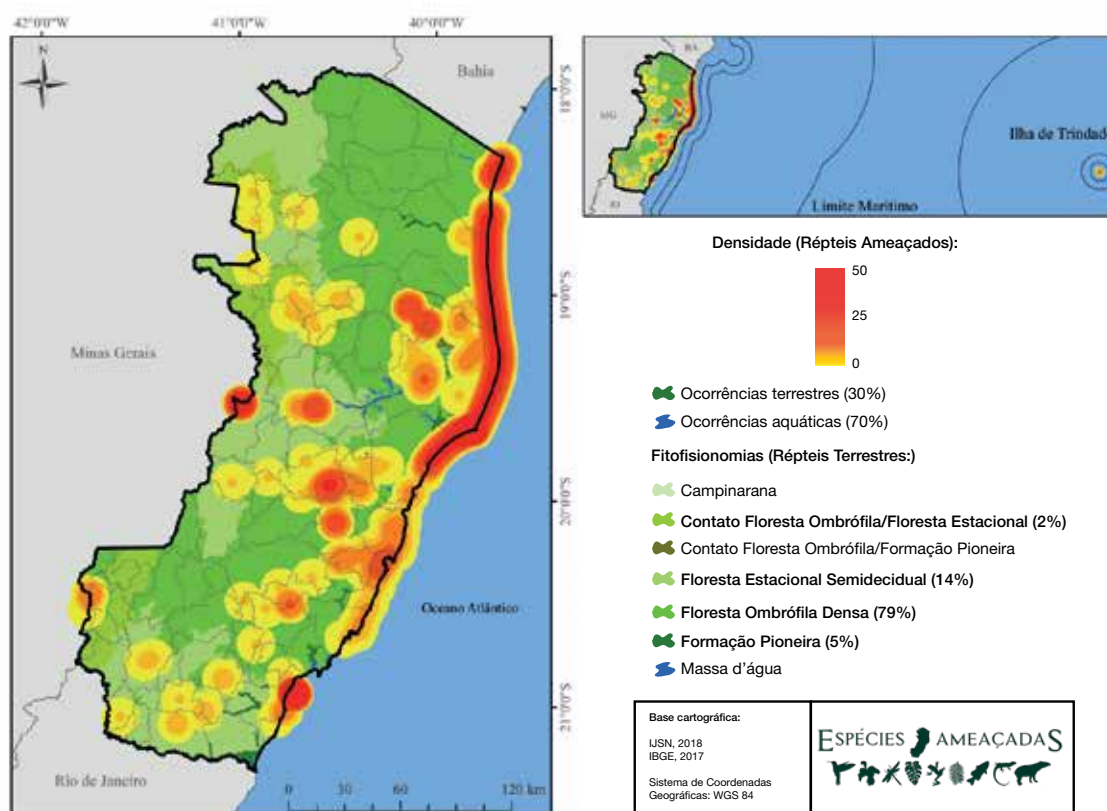 42°0'0"W
41°0'0"W
40°0'0"W
N
Bahia
18°0'0"S
19°0'0"S
20°0'0"S
21°0'0"S
Minas Gerais
Oceano Atlântico
Rio de Janeiro
0 30 60 120 km
BA
MG
RJ
Ilha de Trindade
Limite Marítimo
Densidade (Répteis Ameaçados):
50
25
0
Ocorrências terrestres (30%)
Ocorrências aquáticas (70%)
Fitofisionomias (Répteis Terrestres:)
Campinarana
Contato Floresta Ombrófila/Floresta Estacional (2%)
Contato Floresta Ombrófila/Formação Pioneira
Floresta Estacional Semidecidual (14%)
Floresta Ombrófila Densa (79%)
Formação Pioneira (5%)
Massa d'água
Base cartográfica:
IJSN, 2018
IBGE, 2017
Sistema de Coordenadas
Geográficas: WGS 84
ESPÉCIES AMEAÇADAS